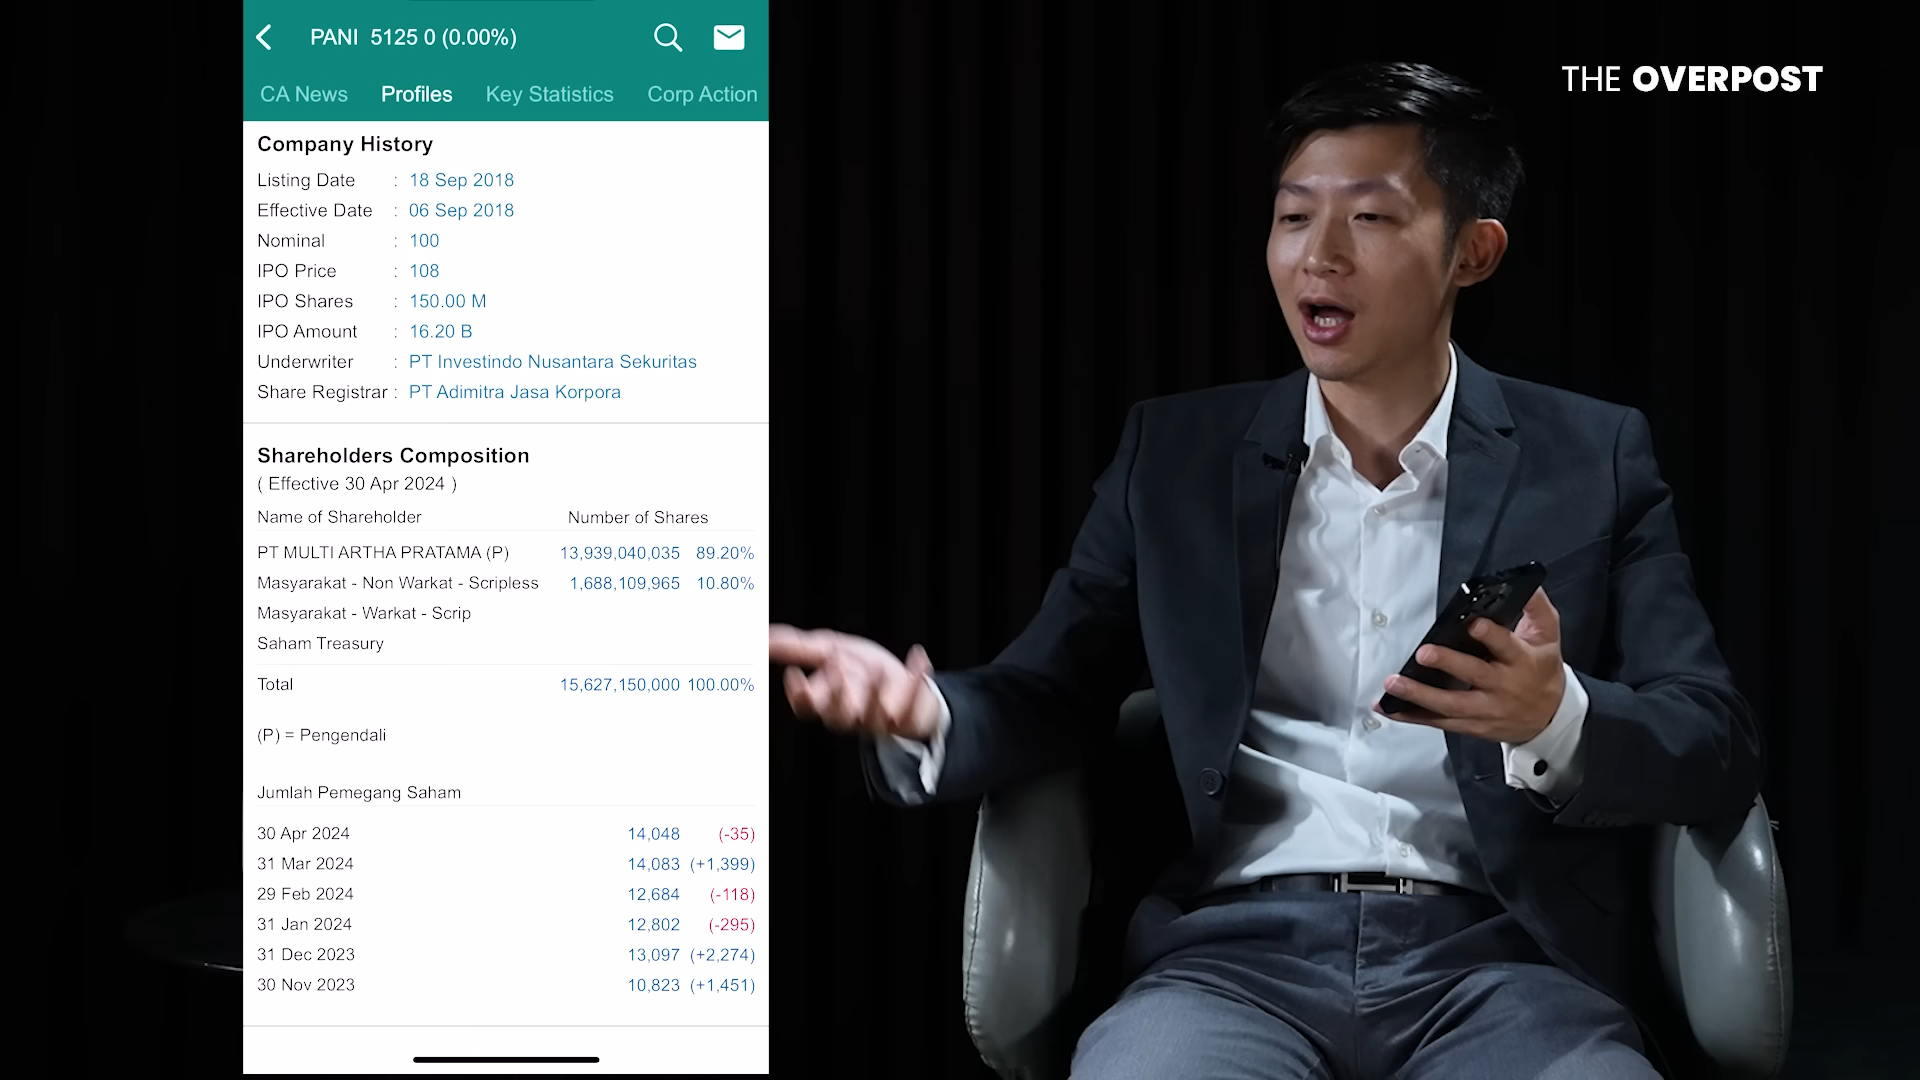 PANI 5125 0 (0.00%)
CA News Profiles Key Statistics Corp Action
THE OVERPOST
Company History
Listing Date : 18 Sep 2018
Effective Date : 06 Sep 2018
Nominal : 100
IPO Price : 108
IPO Shares : 150.00 M
IPO Amount : 16.20 B
Underwriter : PT Investindo Nusantara Sekuritas
Share Registrar : PT Adimitra Jasa Korpora
Shareholders Composition
( Effective 30 Apr 2024 )
Name of Shareholder Number of Shares
PT MULTI ARTHA PRATAMA (P) 13,939,040,035 89.20%
Masyarakat - Non Warkat - Scripless 1,688,109,965 10.80%
Masyarakat - Warkat - Scrip
Saham Treasury
Total 15,627,150,000 100.00%
(P) = Pengendali
Jumlah Pemegang Saham
30 Apr 2024 14,048 (-35)
31 Mar 2024 14,083 (+1,399)
29 Feb 2024 12,684 (-118)
31 Jan 2024 12,802 (-295)
31 Dec 2023 13,097 (+2,274)
30 Nov 2023 10,823 (+1,451)